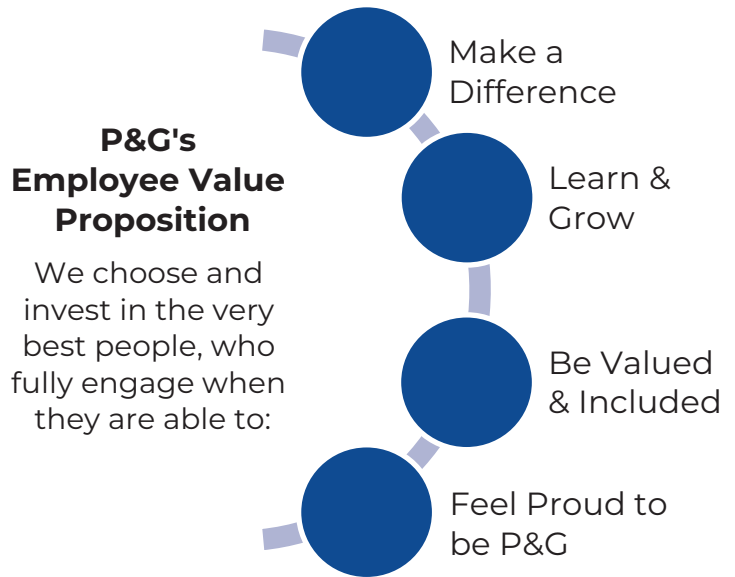 P&G's
Employee Value
Proposition
We choose and
invest in the very
best people, who
fully engage when
they are able to:
Make a
Difference
Learn &
Grow
Be Valued
& Included
Feel Proud to
be P&G